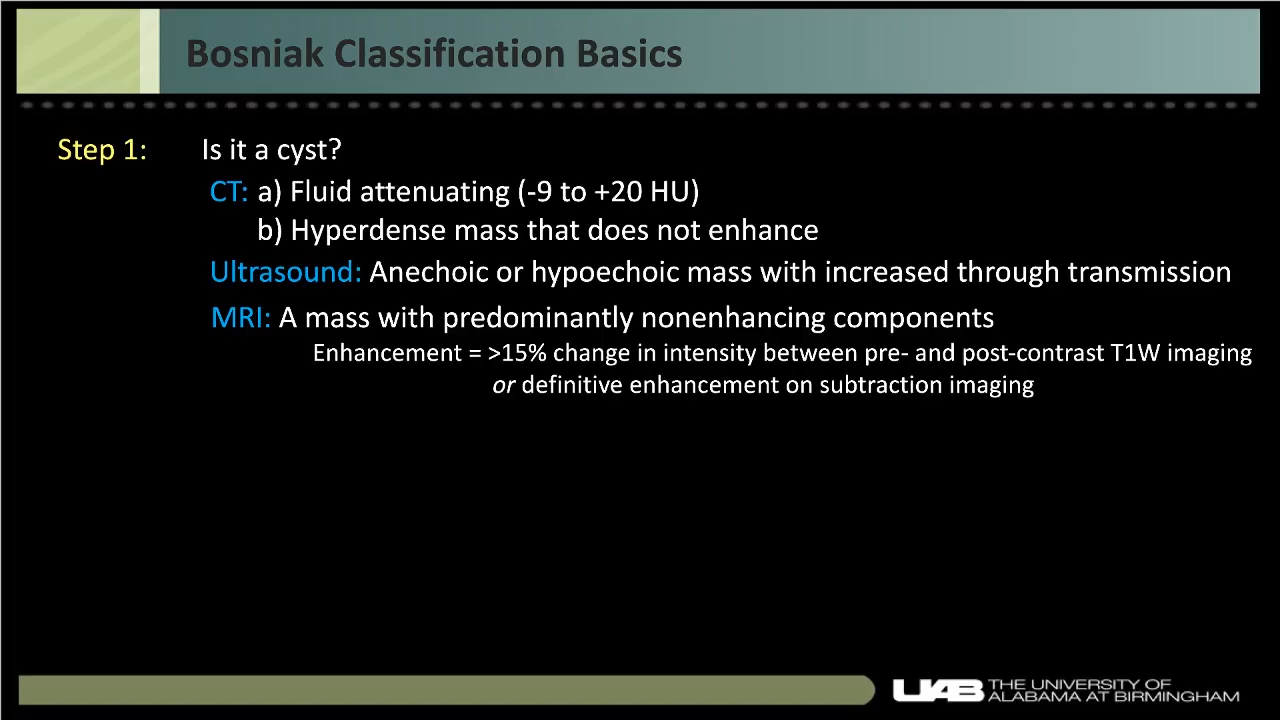 Bosniak Classification Basics
Step 1: Is it a cyst?
CT: a) Fluid attenuating (-9 to +20 HU)
b) Hyperdense mass that does not enhance
Ultrasound: Anechoic or hypoechoic mass with increased through transmission
MRI: A mass with predominantly nonenhancing components
Enhancement = >15% change in intensity between pre- and post-contrast T1W imaging
or definitive enhancement on subtraction imaging
UAB THE UNIVERSITY OF
ALABAMA AT BIRMINGHAM